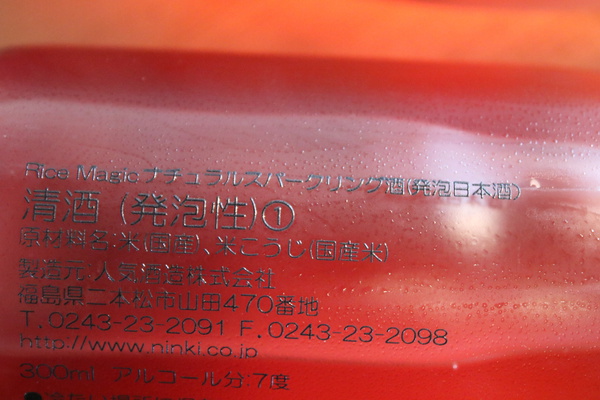 Rice Magic ナチュラルスパークリング酒(発泡日本酒)
清酒(発泡性)①
原材料名:米(国産)、米こうじ(国産米)
製造元:人気酒造株式会社
福島県二本松市山田470番地
T.0243-23-2091 F.0243-23-2098
http://www.ninki.co.jp
300ml アルコール分:7度